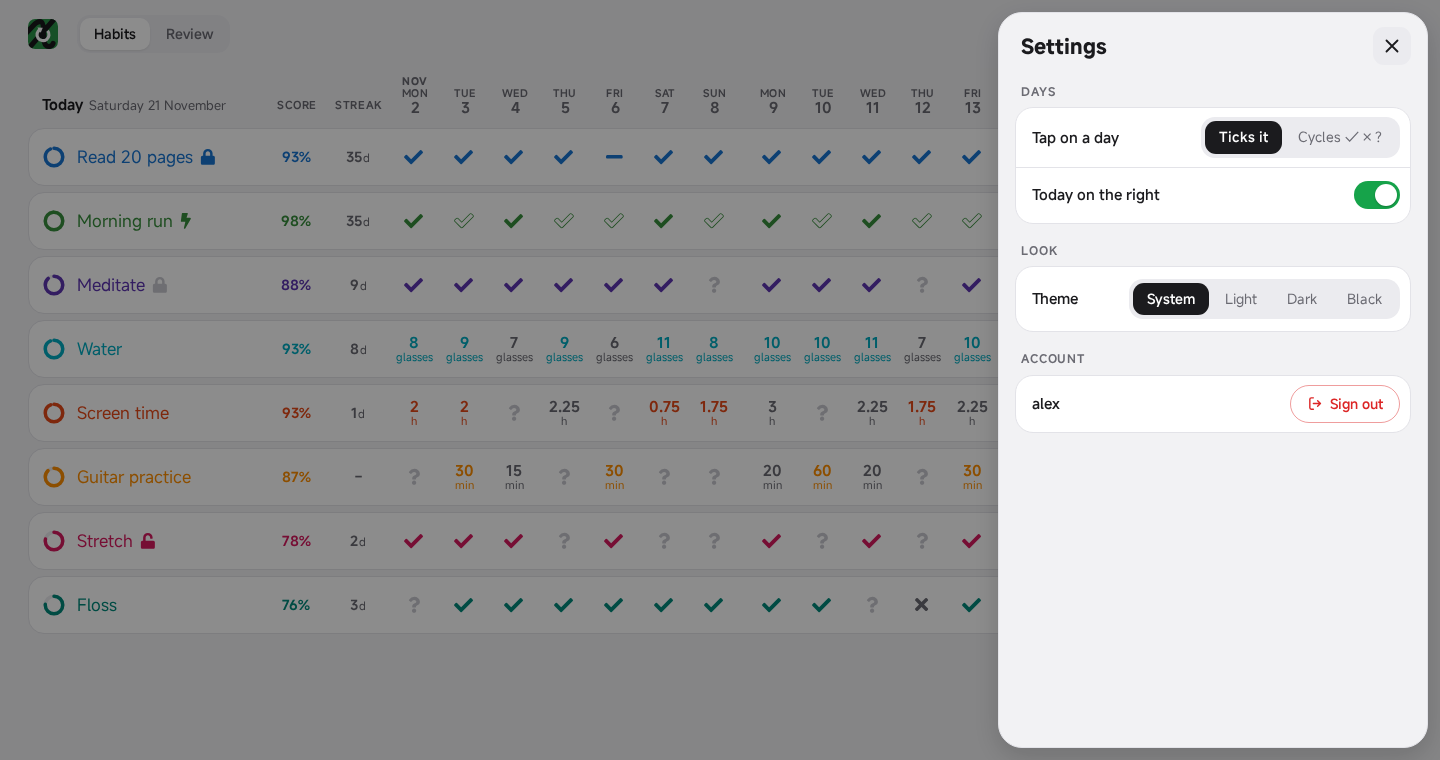 Habits Review
Settings
DAYS
Tap on a day Ticks it Cycles ✓ × ?
Today on the right
LOOK
Theme System Light Dark Black
ACCOUNT
alex Sign out
NOV
MON TUE WED THU FRI SAT SUN MON TUE WED THU FRI
Today Saturday 21 November SCORE STREAK 2 3 4 5 6 7 8 9 10 11 12 13
Read 20 pages 93% 35d
Morning run 98% 35d
Meditate 88% 9d ? ?
Water 93% 8d 8 9 7 9 6 11 8 10 10 11 7 10
glasses glasses glasses glasses glasses glasses glasses glasses glasses glasses glasses glasses
Screen time 93% 1d 2 2 ? 2.25 ? 0.75 1.75 3 ? 2.25 1.75 2.25
h h h h h h h h h
Guitar practice 87% – ? 30 15 ? 30 ? ? 20 60 20 ? 30
min min min min min min min
Stretch 78% 2d ? ? ? ? ?
Floss 76% 3d ? ?